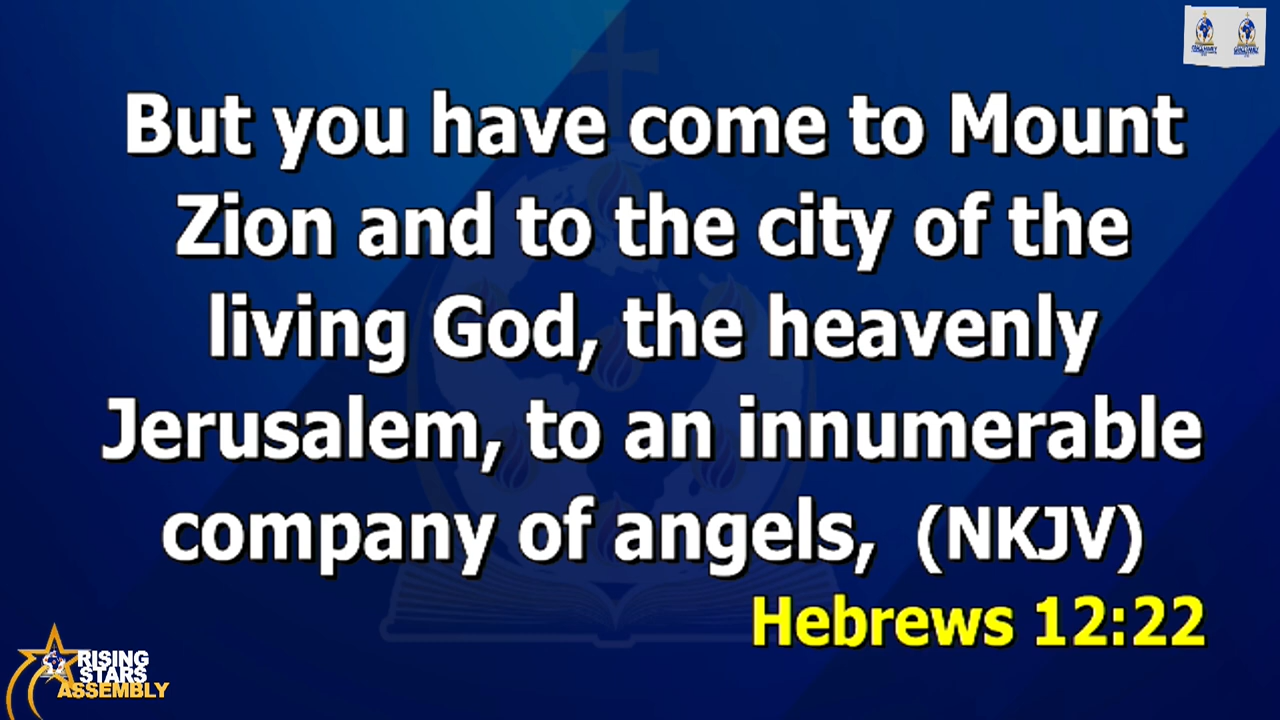 But you have come to Mount
Zion and to the city of the
living God, the heavenly
Jerusalem, to an innumerable
company of angels, (NKJV)
Hebrews 12:22
RISING
STARS
ASSEMBLY